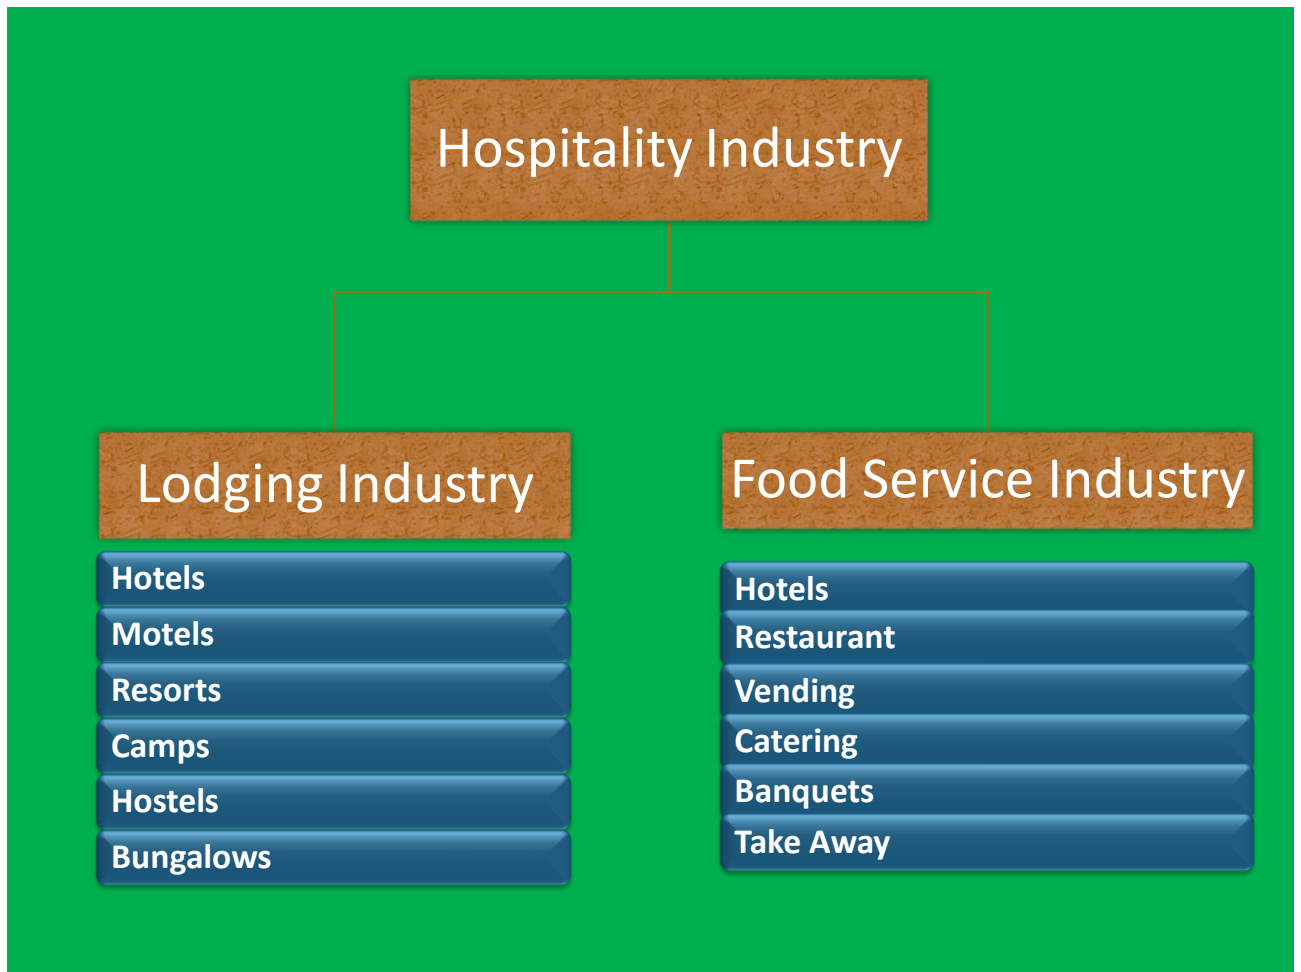 Hospitality Industry
Lodging Industry
Hotels
Motels
Resorts
Camps
Hostels
Bungalows
Food Service Industry
Hotels
Restaurant
Vending
Catering
Banquets
Take Away